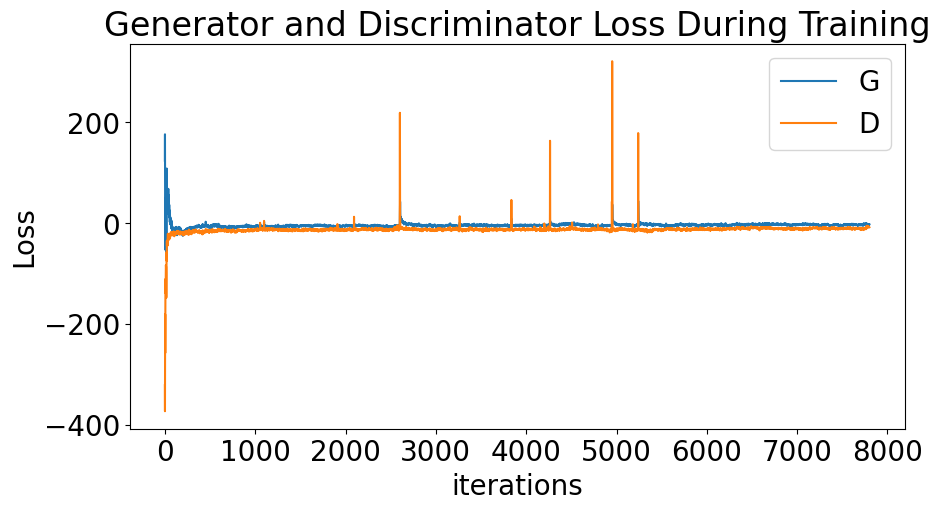 Generator and Discriminator Loss During Training
G
D
200
0
−200
−400
Loss
0 1000 2000 3000 4000 5000 6000 7000 8000
iterations